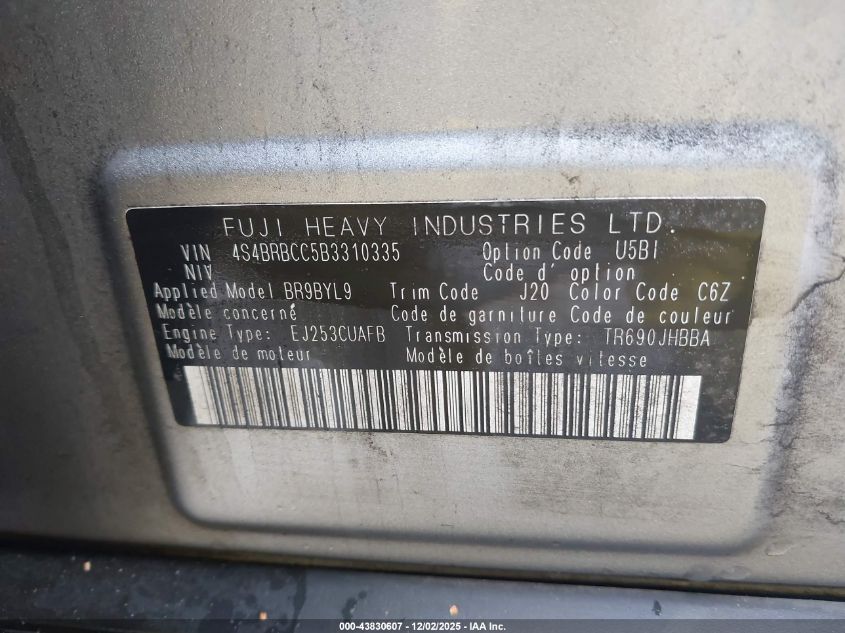 FUJI HEAVY INDUSTRIES LTD.
VIN 4S4BRBCC5B3310335 Option Code U5BI
NIV Code d' option
Applied Model BR9BYL9 Trim Code J20 Color Code C6Z
Modèle concerné Code de garniture Code de couleur
Engine Type: EJ253CUAFB Transmission Type: TR690JHBBA
Modèle de moteur Modèle de boîtes vitesse
000-43830607 - 12/02/2025 - IAA Inc.